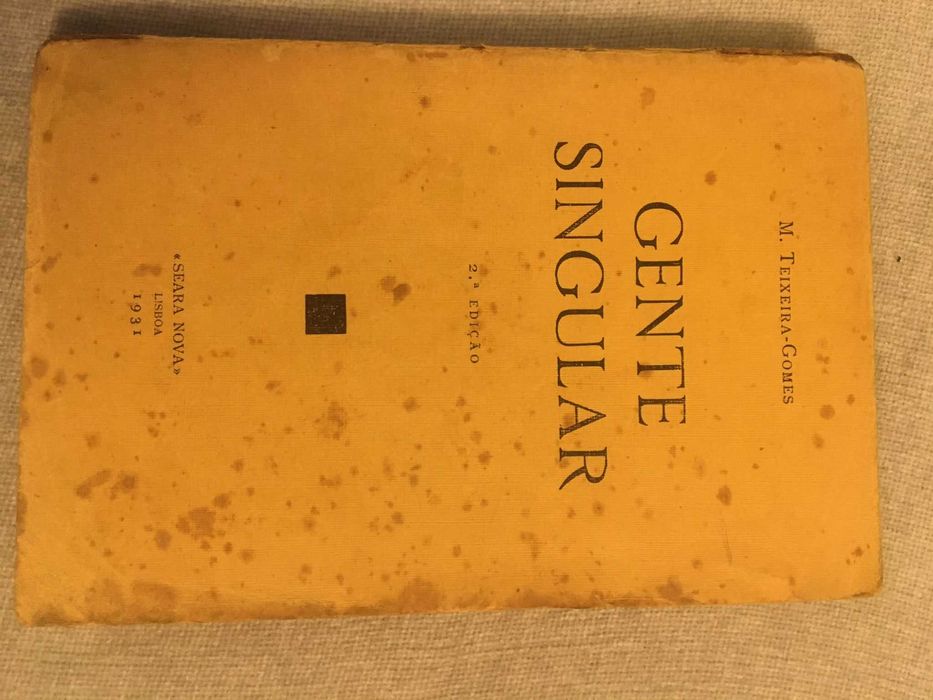 M. TEIXEIRA-GOMES
GENTE
SINGULAR
2.ª EDIÇÃO
«SEARA NOVA»
LISBOA
1931